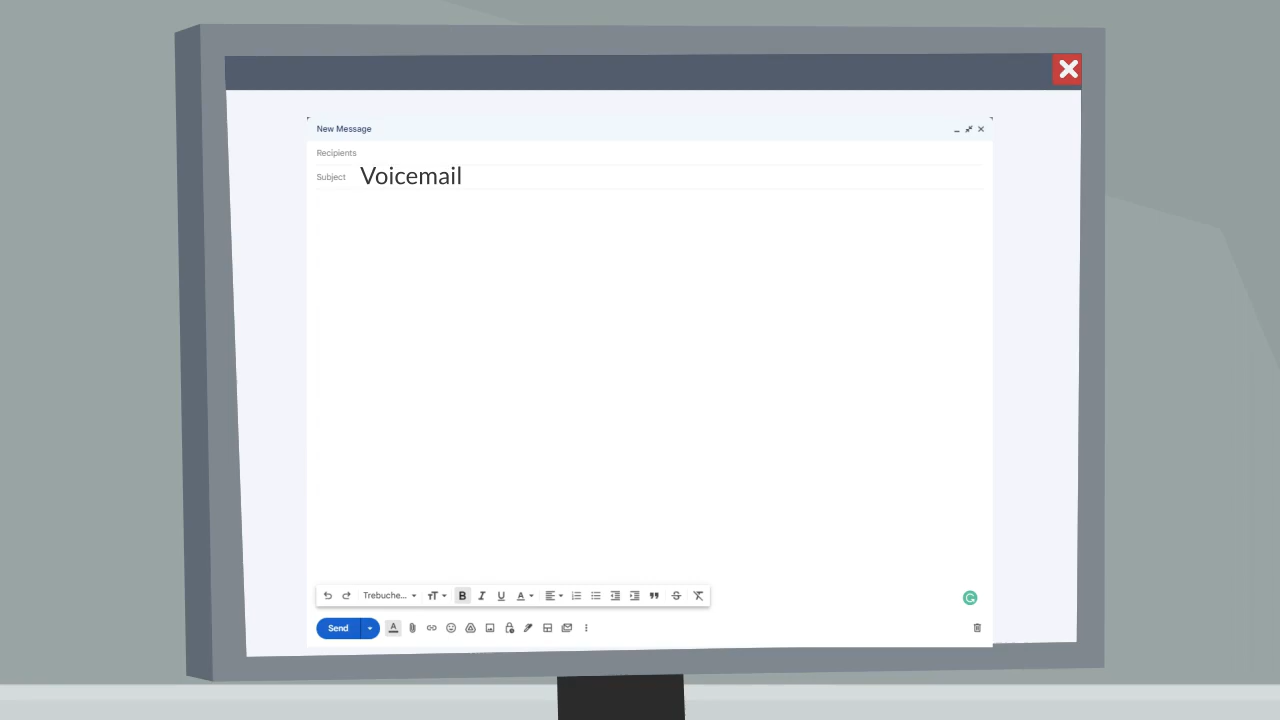 New Message
Recipients
Subject Voicemail
Trebuche...
Send